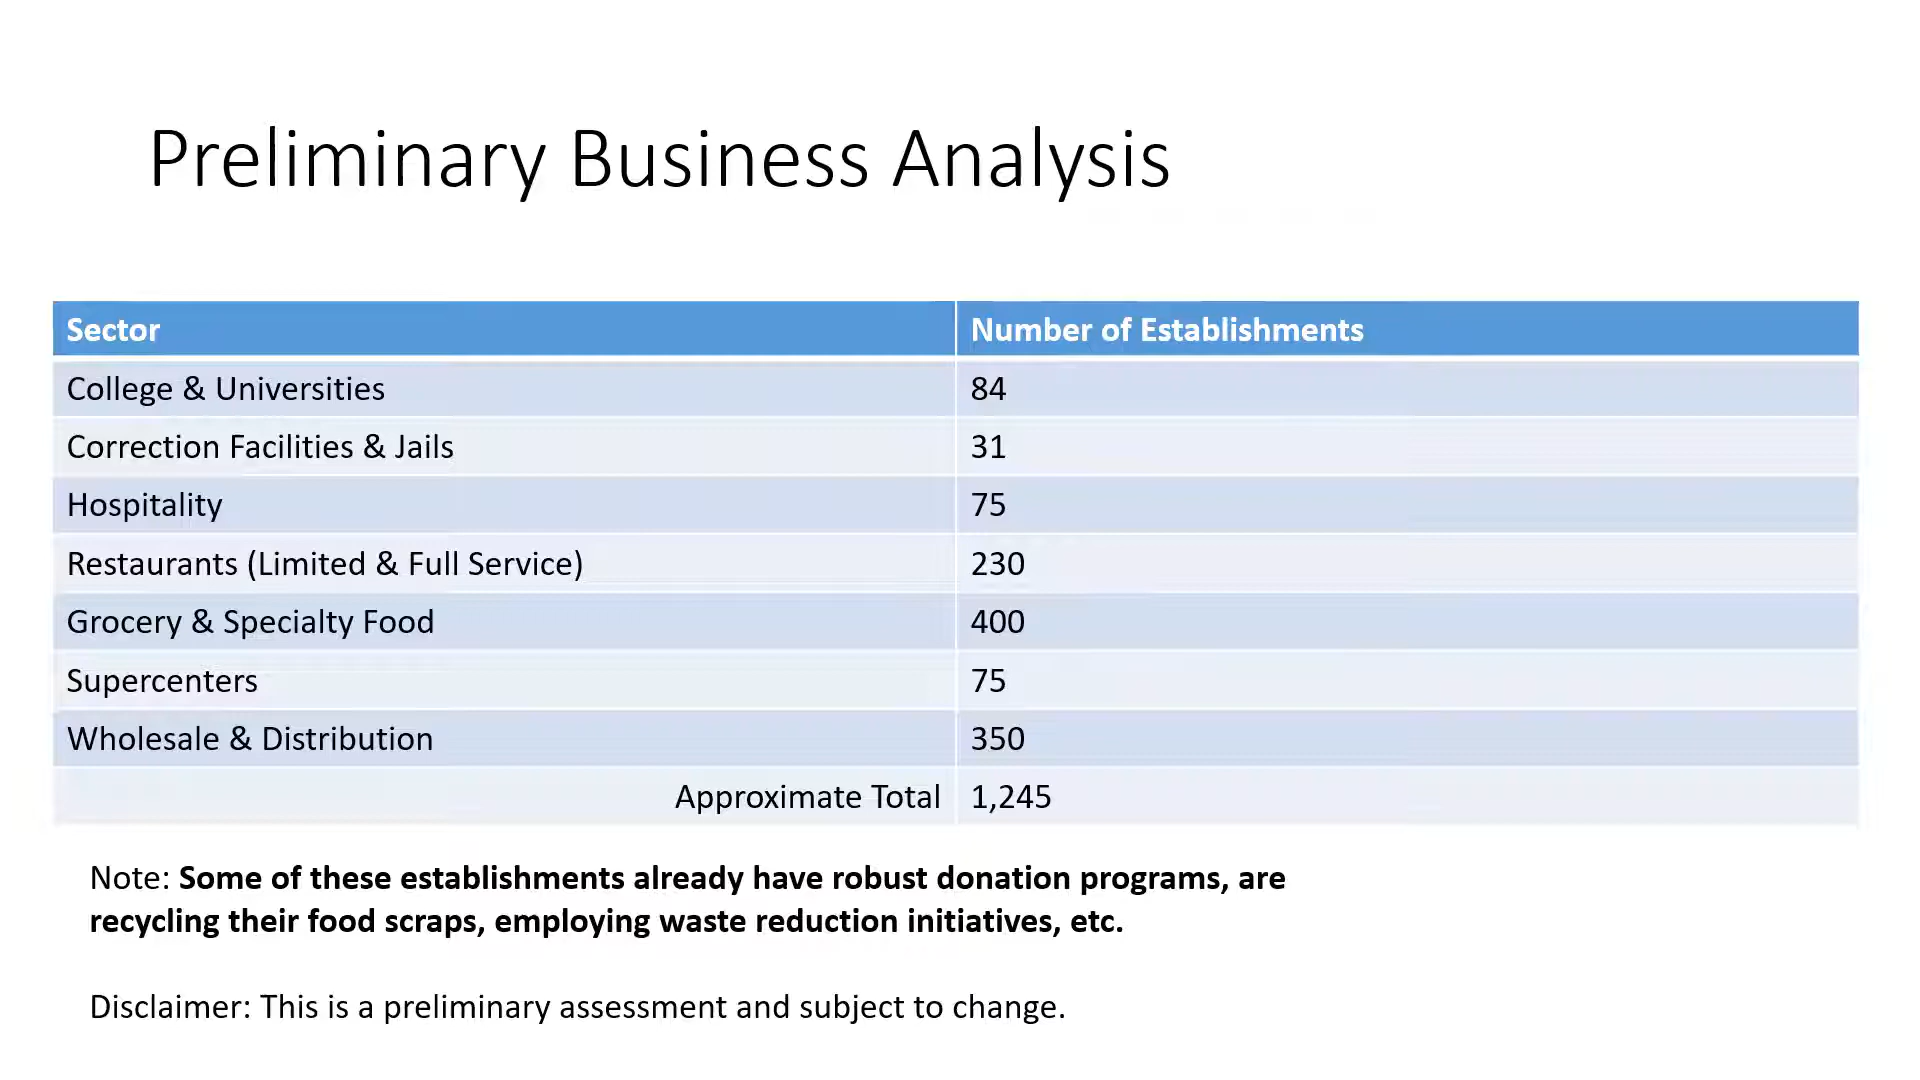 Preliminary Business Analysis
Sector Number of Establishments
College & Universities 84
Correction Facilities & Jails 31
Hospitality 75
Restaurants (Limited & Full Service) 230
Grocery & Specialty Food 400
Supercenters 75
Wholesale & Distribution 350
Approximate Total 1,245
Note: Some of these establishments already have robust donation programs, are
recycling their food scraps, employing waste reduction initiatives, etc.
Disclaimer: This is a preliminary assessment and subject to change.